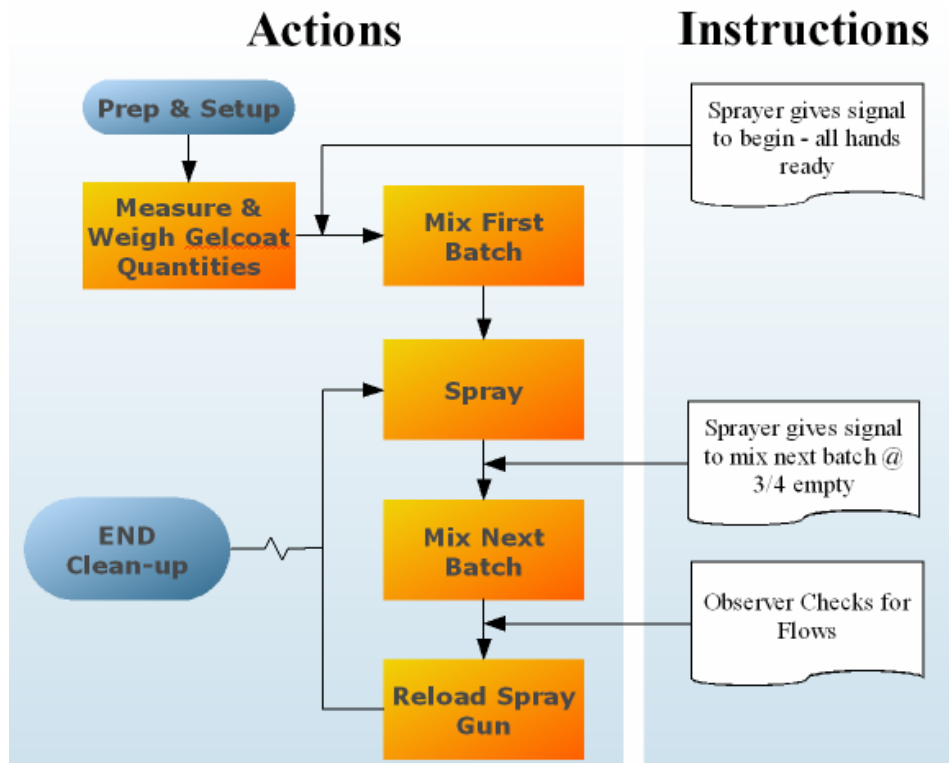 Actions
Instructions
Prep & Setup
Sprayer gives signal
to begin - all hands
ready
Measure &
Weigh Gelcoat
Quantities
Mix First
Batch
Spray
Sprayer gives signal
to mix next batch @
3/4 empty
END
Clean-up
Mix Next
Batch
Observer Checks for
Flows
Reload Spray
Gun